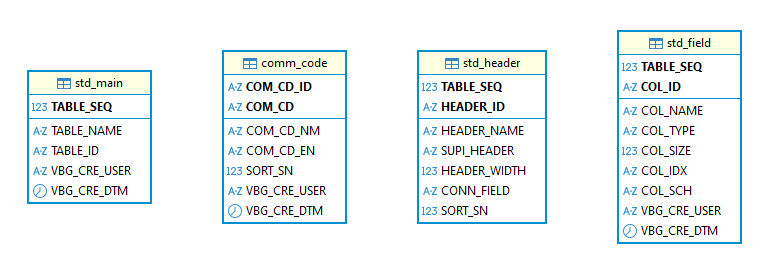 std_main
123 TABLE_SEQ
A-Z TABLE_NAME
A-Z TABLE_ID
A-Z VBG_CRE_USER
VBG_CRE_DTM
comm_code
A-Z COM_CD_ID
A-Z COM_CD
A-Z COM_CD_NM
A-Z COM_CD_EN
123 SORT_SN
A-Z VBG_CRE_USER
VBG_CRE_DTM
std_header
123 TABLE_SEQ
A-Z HEADER_ID
A-Z HEADER_NAME
A-Z SUPI_HEADER
123 HEADER_WIDTH
A-Z CONN_FIELD
123 SORT_SN
std_field
123 TABLE_SEQ
A-Z COL_ID
A-Z COL_NAME
A-Z COL_TYPE
123 COL_SIZE
A-Z COL_IDX
A-Z COL_SCH
A-Z VBG_CRE_USER
VBG_CRE_DTM